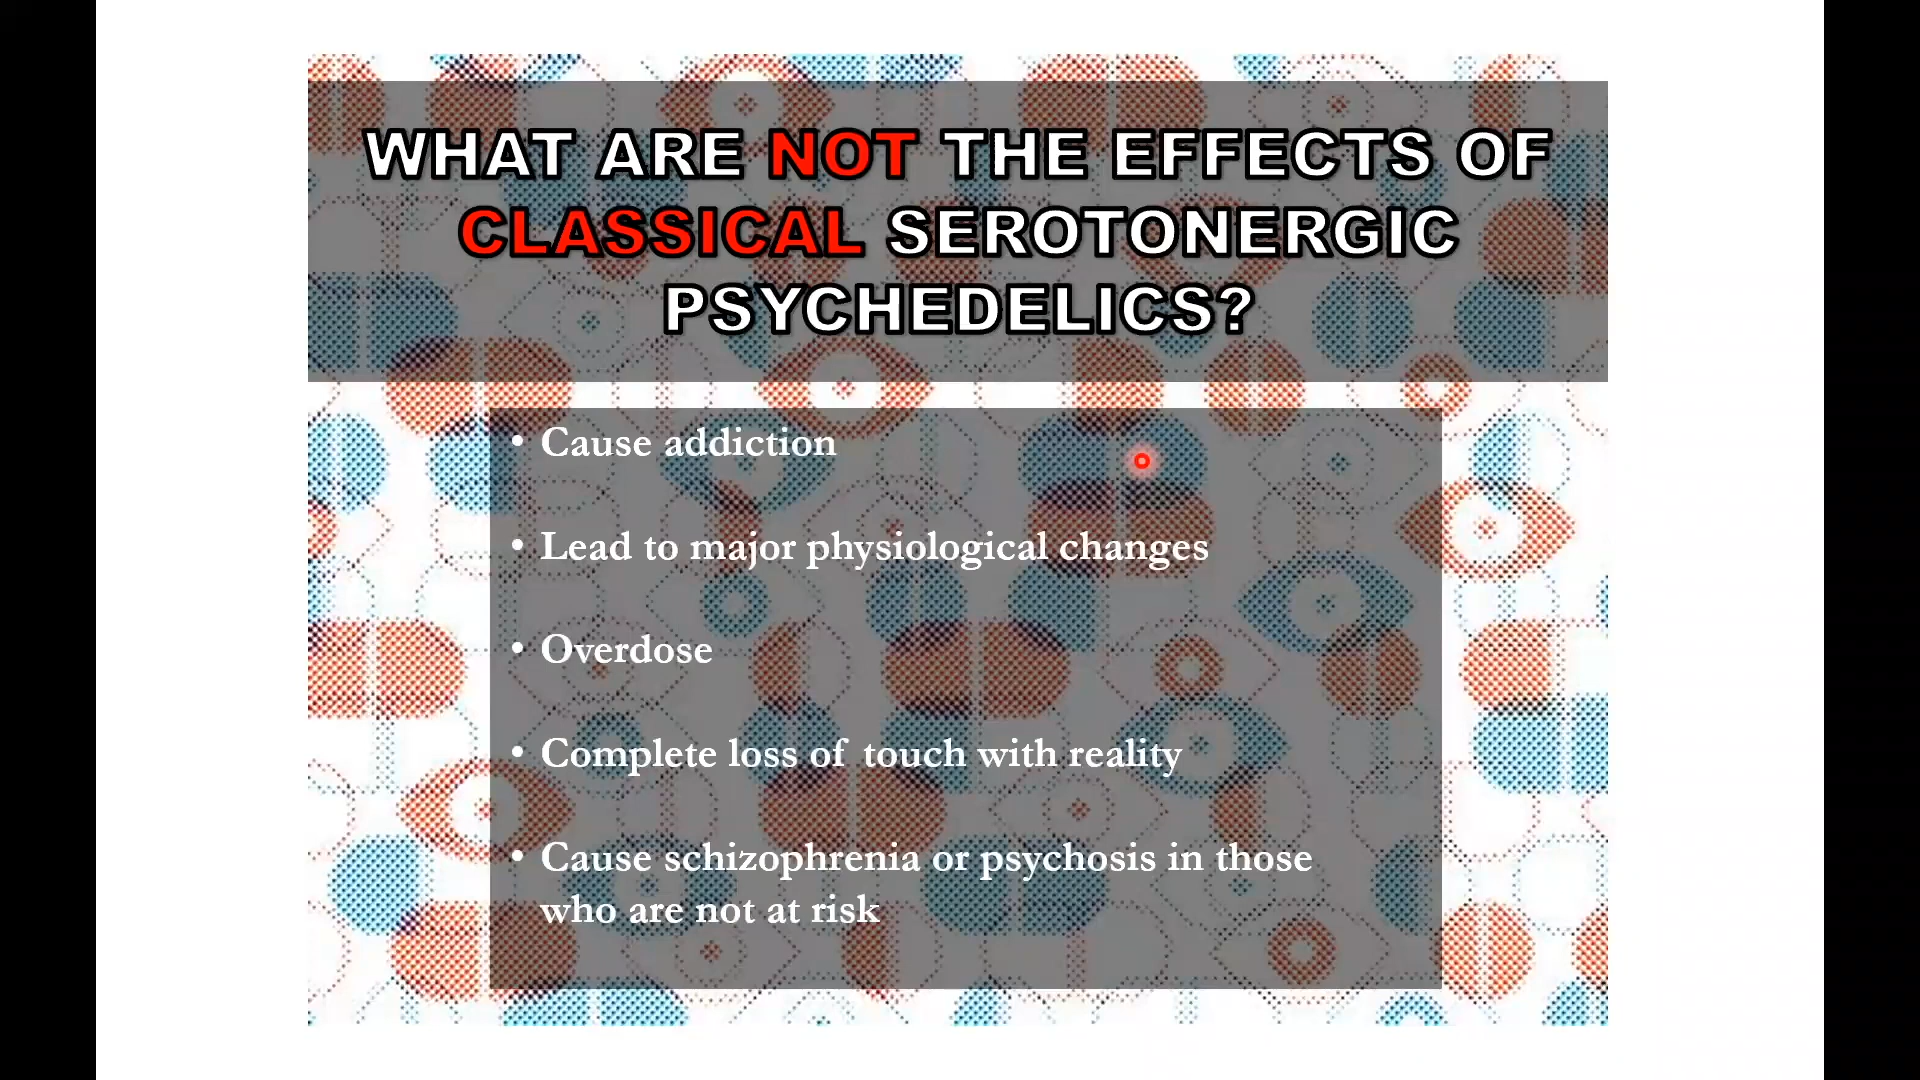 WHAT ARE NOT THE EFFECTS OF
CLASSICAL SEROTONERGIC
PSYCHEDELICS?
• Cause addiction
• Lead to major physiological changes
• Overdose
• Complete loss of touch with reality
• Cause schizophrenia or psychosis in those
who are not at risk